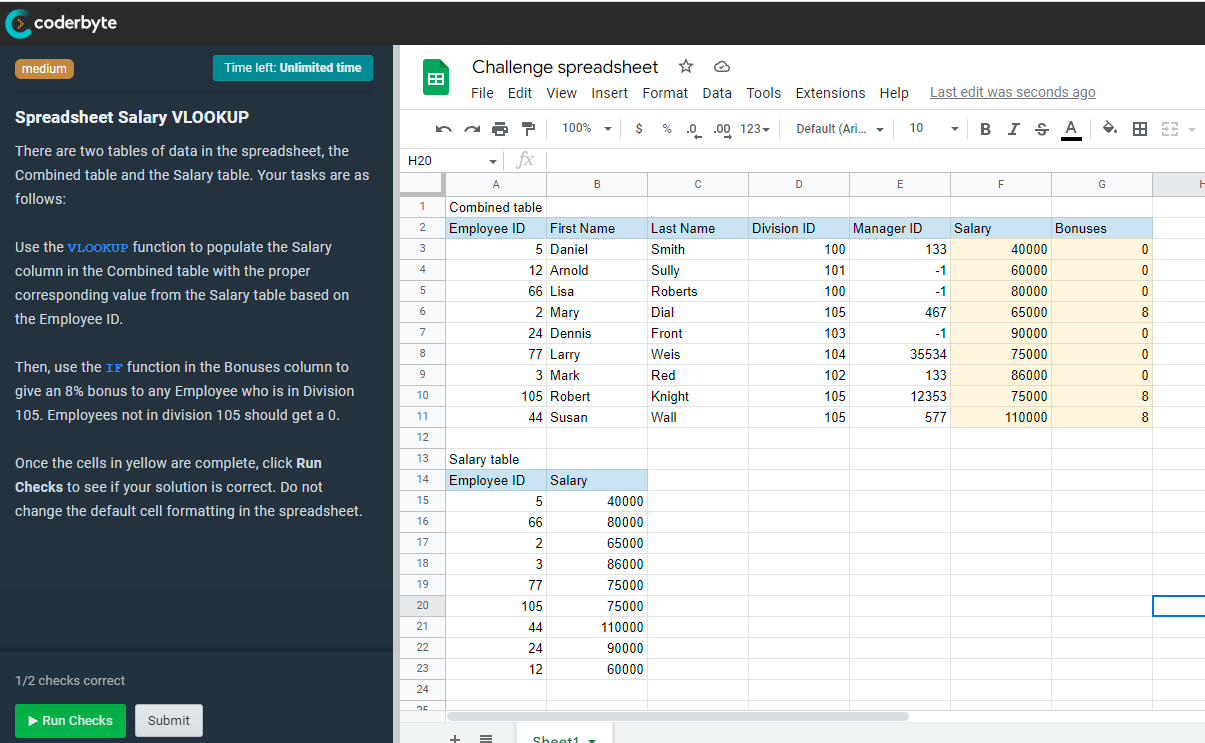 coderbyte
medium
Time left: Unlimited time
Spreadsheet Salary VLOOKUP
There are two tables of data in the spreadsheet, the
Combined table and the Salary table. Your tasks are as
follows:
Use the VLOOKUP function to populate the Salary
column in the Combined table with the proper
corresponding value from the Salary table based on
the Employee ID.
Then, use the IF function in the Bonuses column to
give an 8% bonus to any Employee who is in Division
105. Employees not in division 105 should get a 0.
Once the cells in yellow are complete, click Run
Checks to see if your solution is correct. Do not
change the default cell formatting in the spreadsheet.
1/2 checks correct
Run Checks
Submit
Challenge spreadsheet
File Edit View Insert Format Data Tools Extensions Help Last edit was seconds ago
100% $ % .0 .00 123 Default (Ari... 10 B I S A
H20 fx
A B C D E F G H
1 Combined table
2 Employee ID First Name Last Name Division ID Manager ID Salary Bonuses
3 5 Daniel Smith 100 133 40000 0
4 12 Arnold Sully 101 -1 60000 0
5 66 Lisa Roberts 100 -1 80000 0
6 2 Mary Dial 105 467 65000 8
7 24 Dennis Front 103 -1 90000 0
8 77 Larry Weis 104 35534 75000 0
9 3 Mark Red 102 133 86000 0
10 105 Robert Knight 105 12353 75000 8
11 44 Susan Wall 105 577 110000 8
12
13 Salary table
14 Employee ID Salary
15 5 40000
16 66 80000
17 2 65000
18 3 86000
19 77 75000
20 105 75000
21 44 110000
22 24 90000
23 12 60000
24
25
Sheet1